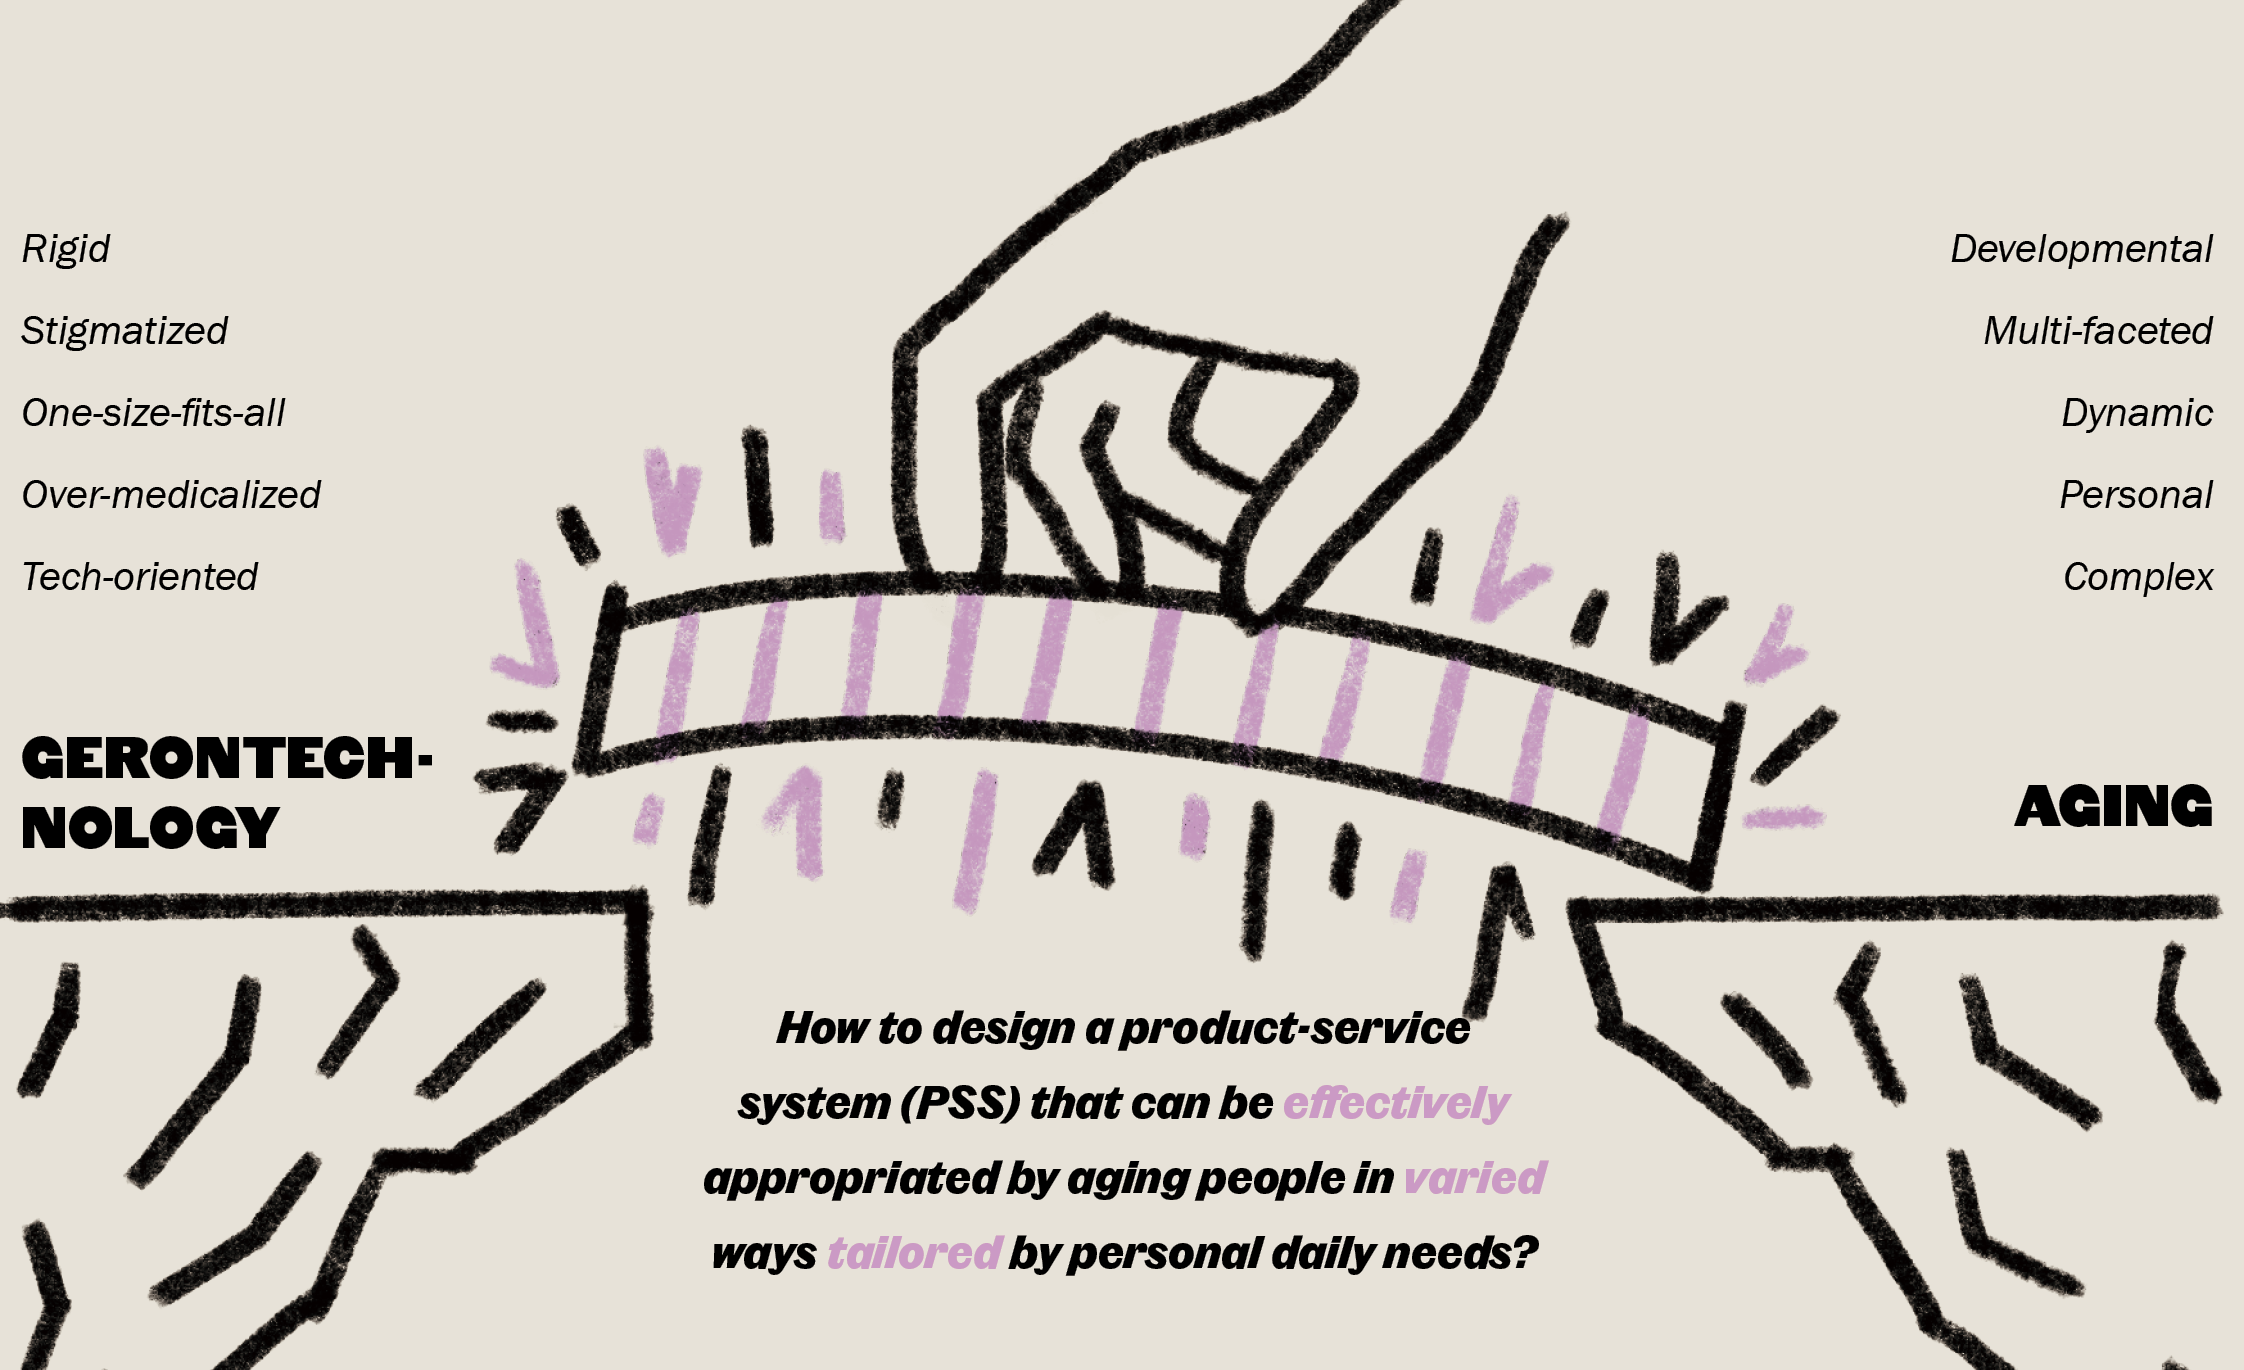 Rigid
Stigmatized
One-size-fits-all
Over-medicalized
Tech-oriented
GERONTECH-
NOLOGY
Developmental
Multi-faceted
Dynamic
Personal
Complex
AGING
How to design a product-service
system (PSS) that can be effectively
appropriated by aging people in varied
ways tailored by personal daily needs?